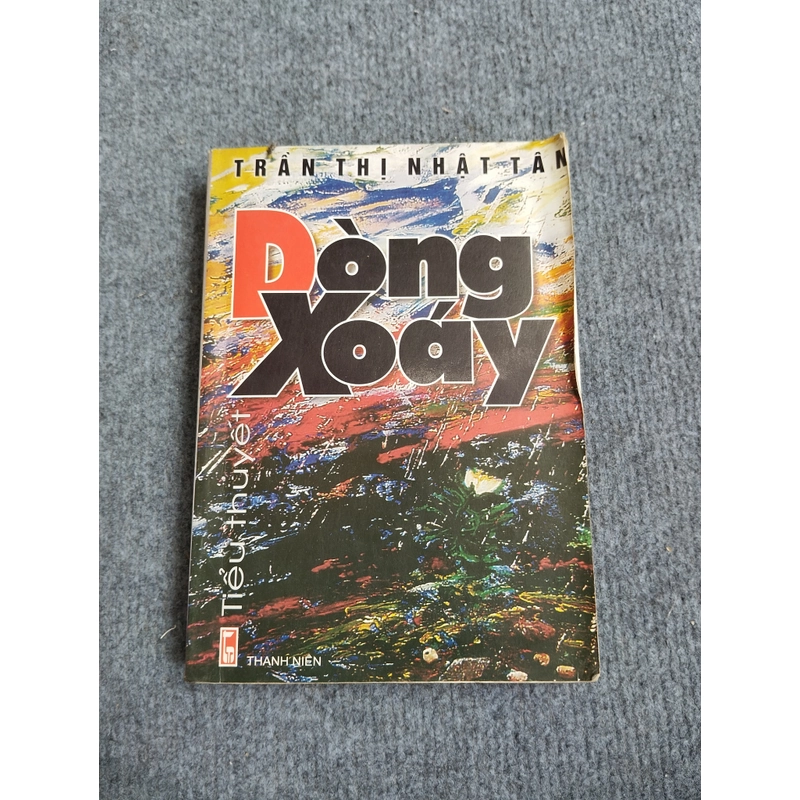 TRẦN THỊ NHẬT TÂN
Dòng
Xoáy
Tiểu thuyết
THANH NIÊN